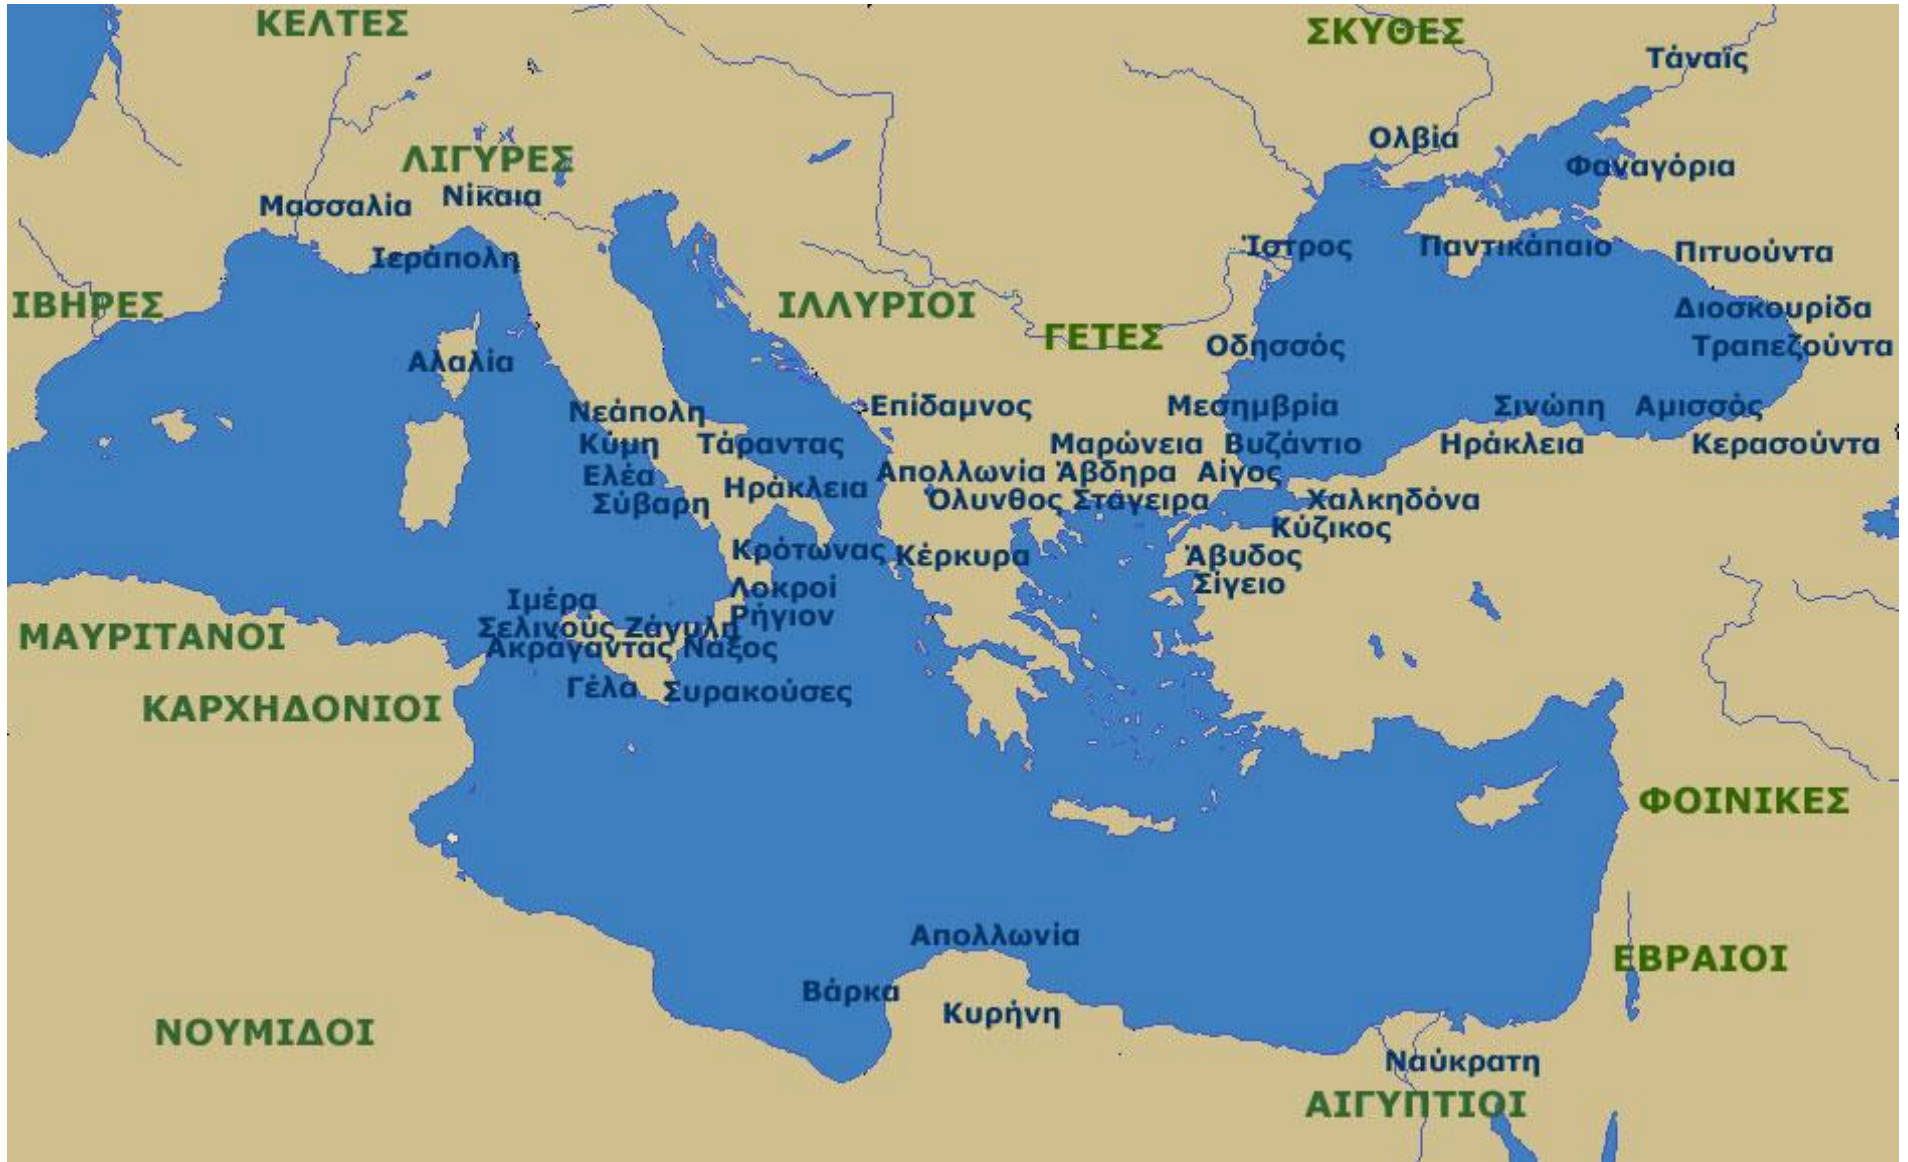 ΚΕΛΤΕΣ
ΣΚΥΘΕΣ
Τάναϊς
Ολβία
ΛΙΓΥΡΕΣ
Φαναγόρια
Νίκαια
Μασσαλία
Ιεράπολη
Ίστρος
Παντικάπαιο
Πιτυούντα
ΙΒΗΡΕΣ
ΙΛΛΥΡΙΟΙ
Διοσκουρίδα
ΓΕΤΕΣ
Οδησσός
Τραπεζούντα
Αλαλία
Νεάπολη
Επίδαμνος
Μεσημβρία
Σινώπη
Αμισσός
Κύμη
Τάραντας
Μαρώνεια
Βυζάντιο
Ηράκλεια
Κερασούντα
Ελέα
Ηράκλεια
Απολλωνία
Άβδηρα
Αίγος
Σύβαρη
Όλυνθος
Στάγειρα
Χαλκηδόνα
Κύζικος
Κρότωνας
Κέρκυρα
Άβυδος
Σίγειο
Ιμέρα
Λοκροί
Ρήγιον
Σελινούς
Ζάγυλη
ΜΑΥΡΙΤΑΝΟΙ
Ακράγαντας
Νάξος
Γέλα
Συρακούσες
ΚΑΡΧΗΔΟΝΙΟΙ
ΦΟΙΝΙΚΕΣ
Απολλωνία
ΕΒΡΑΙΟΙ
Βάρκα
Κυρήνη
ΝΟΥΜΙΔΟΙ
Ναύκρατη
ΑΙΓΥΠΤΙΟΙ